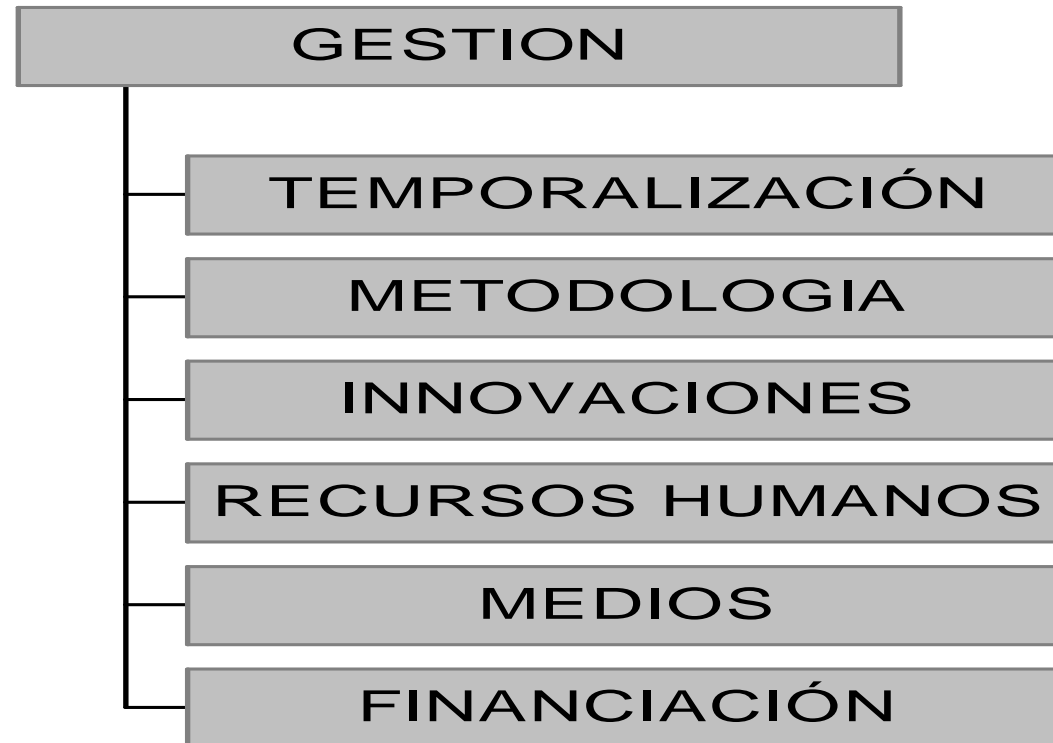 GESTION
TEMPORALIZACIÓN
METODOLOGIA
INNOVACIONES
RECURSOS HUMANOS
MEDIOS
FINANCIACIÓN